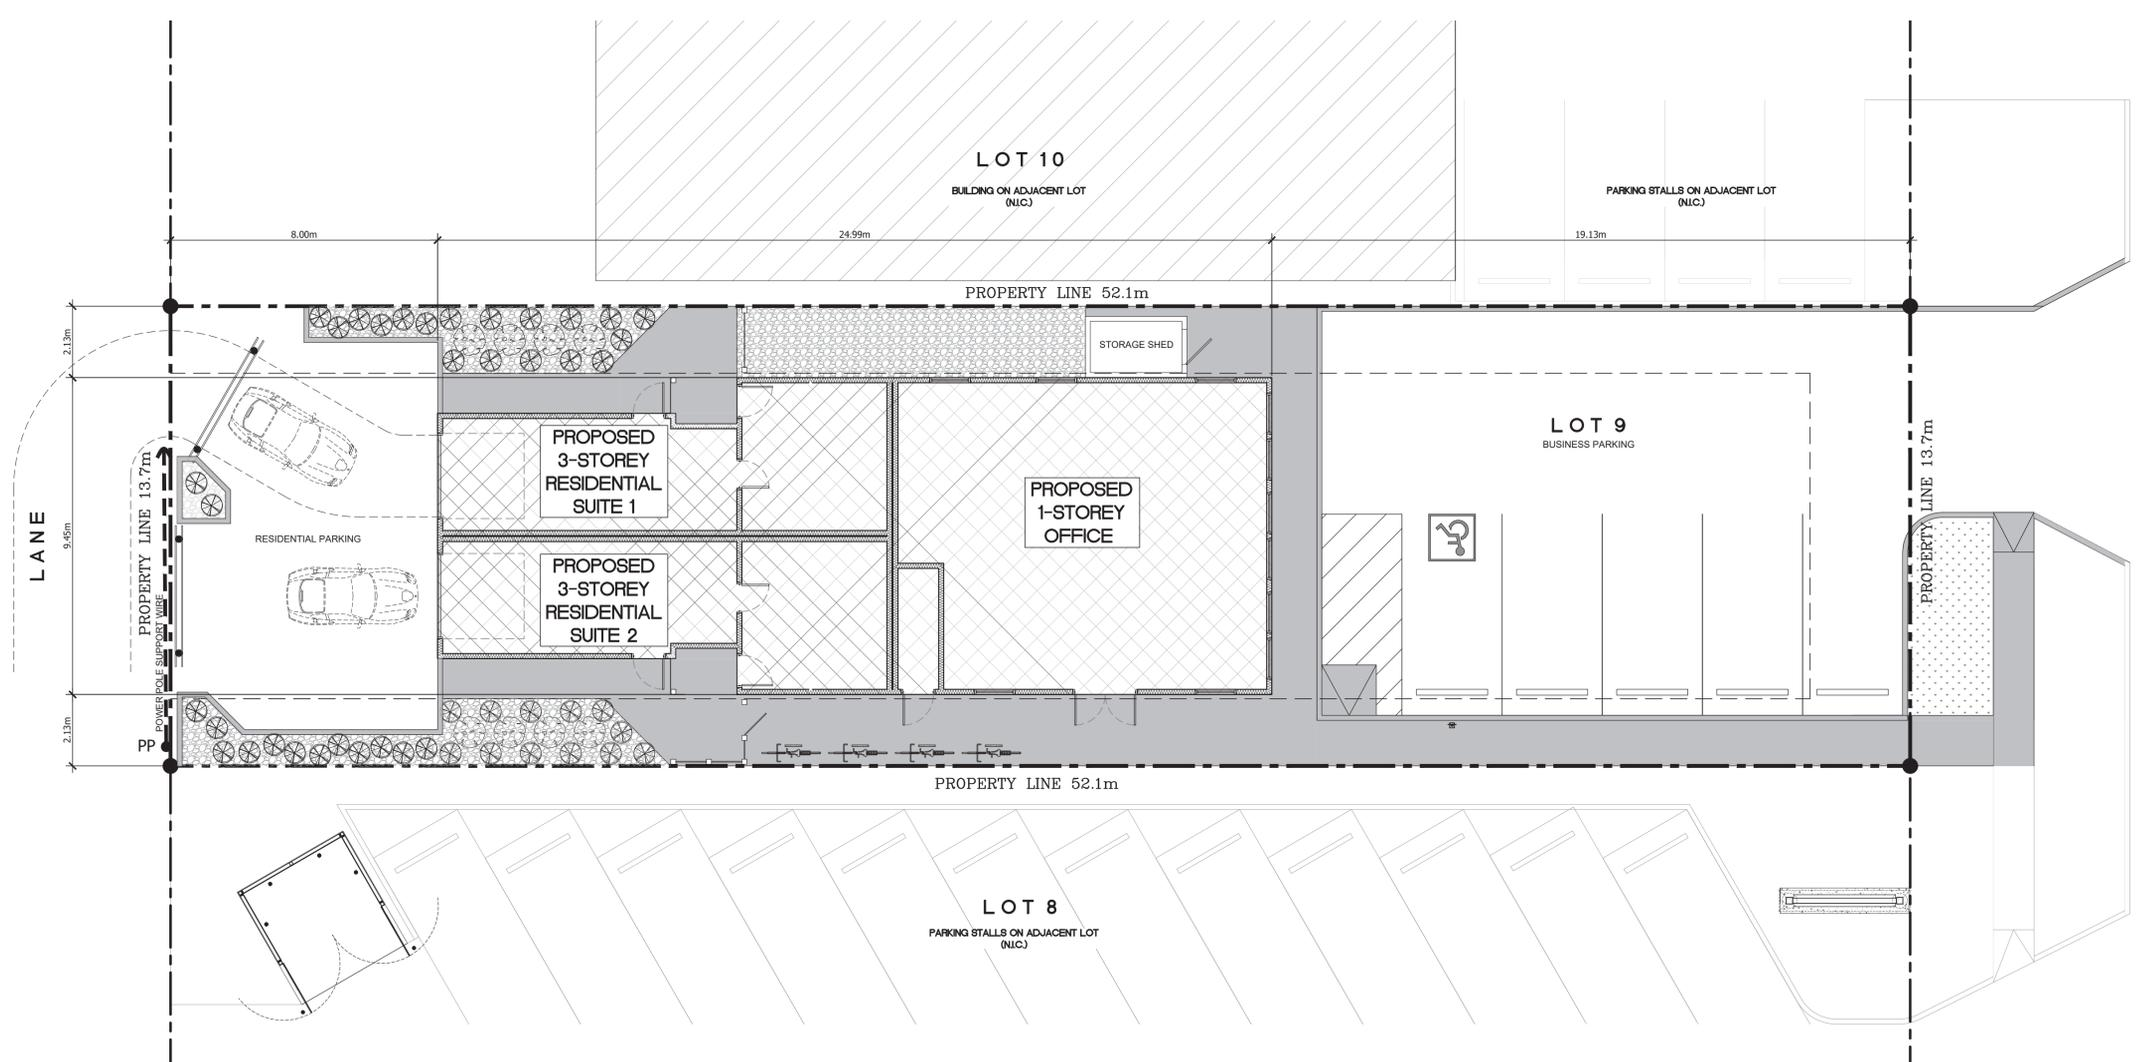 LOT 10
BUILDING ON ADJACENT LOT
(N.I.C.)
PARKING STALLS ON ADJACENT LOT
(N.I.C.)
8.00m
24.99m
19.13m
PROPERTY LINE 52.1m
2.13m
9.45m
2.13m
LANE
PROPERTY LINE 13.7m
POWER POLE SUPPORT WIRE
PP
RESIDENTIAL PARKING
PROPOSED
3-STOREY
RESIDENTIAL
SUITE 1
PROPOSED
3-STOREY
RESIDENTIAL
SUITE 2
STORAGE SHED
PROPOSED
1-STOREY
OFFICE
LOT 9
BUSINESS PARKING
PROPERTY LINE 13.7m
PROPERTY LINE 52.1m
LOT 8
PARKING STALLS ON ADJACENT LOT
(N.I.C.)